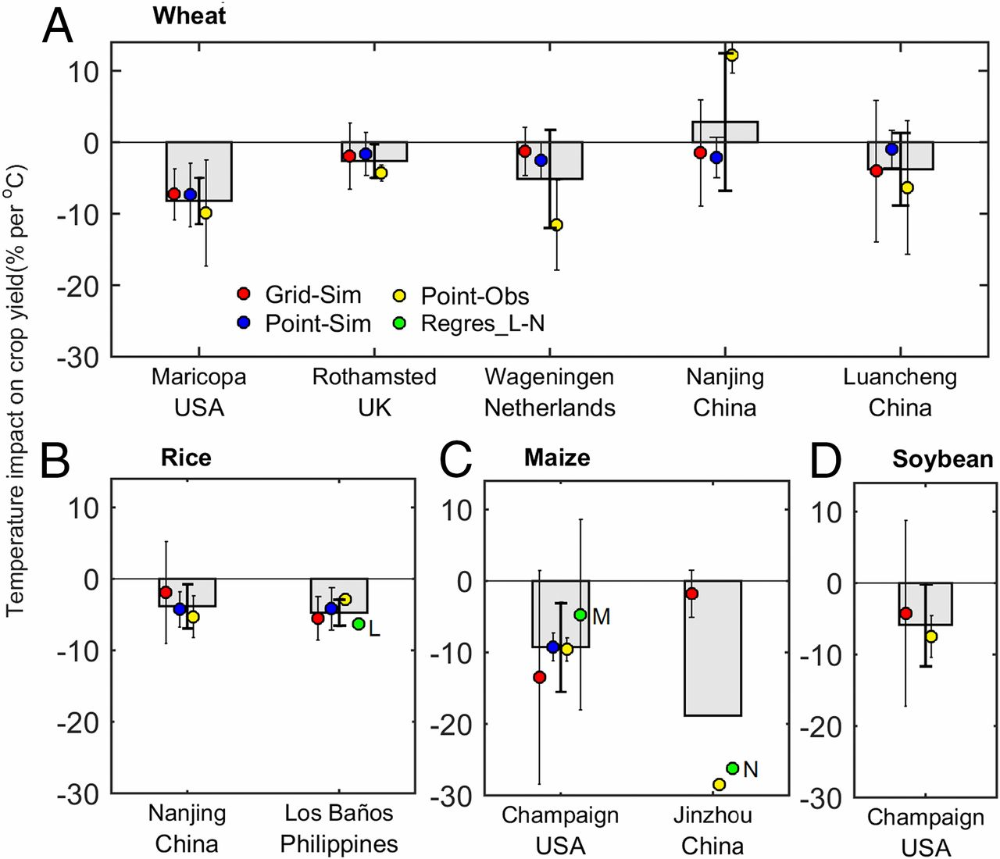 A
Wheat
Temperature impact on crop yield(% per °C)
10
0
-10
-20
-30
Grid-Sim
Point-Obs
Point-Sim
Regres_L-N
Maricopa
USA
Rothamsted
UK
Wageningen
Netherlands
Nanjing
China
Luancheng
China
B
Rice
10
0
-10
-20
-30
L
Nanjing
China
Los Baños
Philippines
C
Maize
10
0
-10
-20
-30
M
N
Champaign
USA
Jinzhou
China
D
Soybean
10
0
-10
-20
-30
Champaign
USA